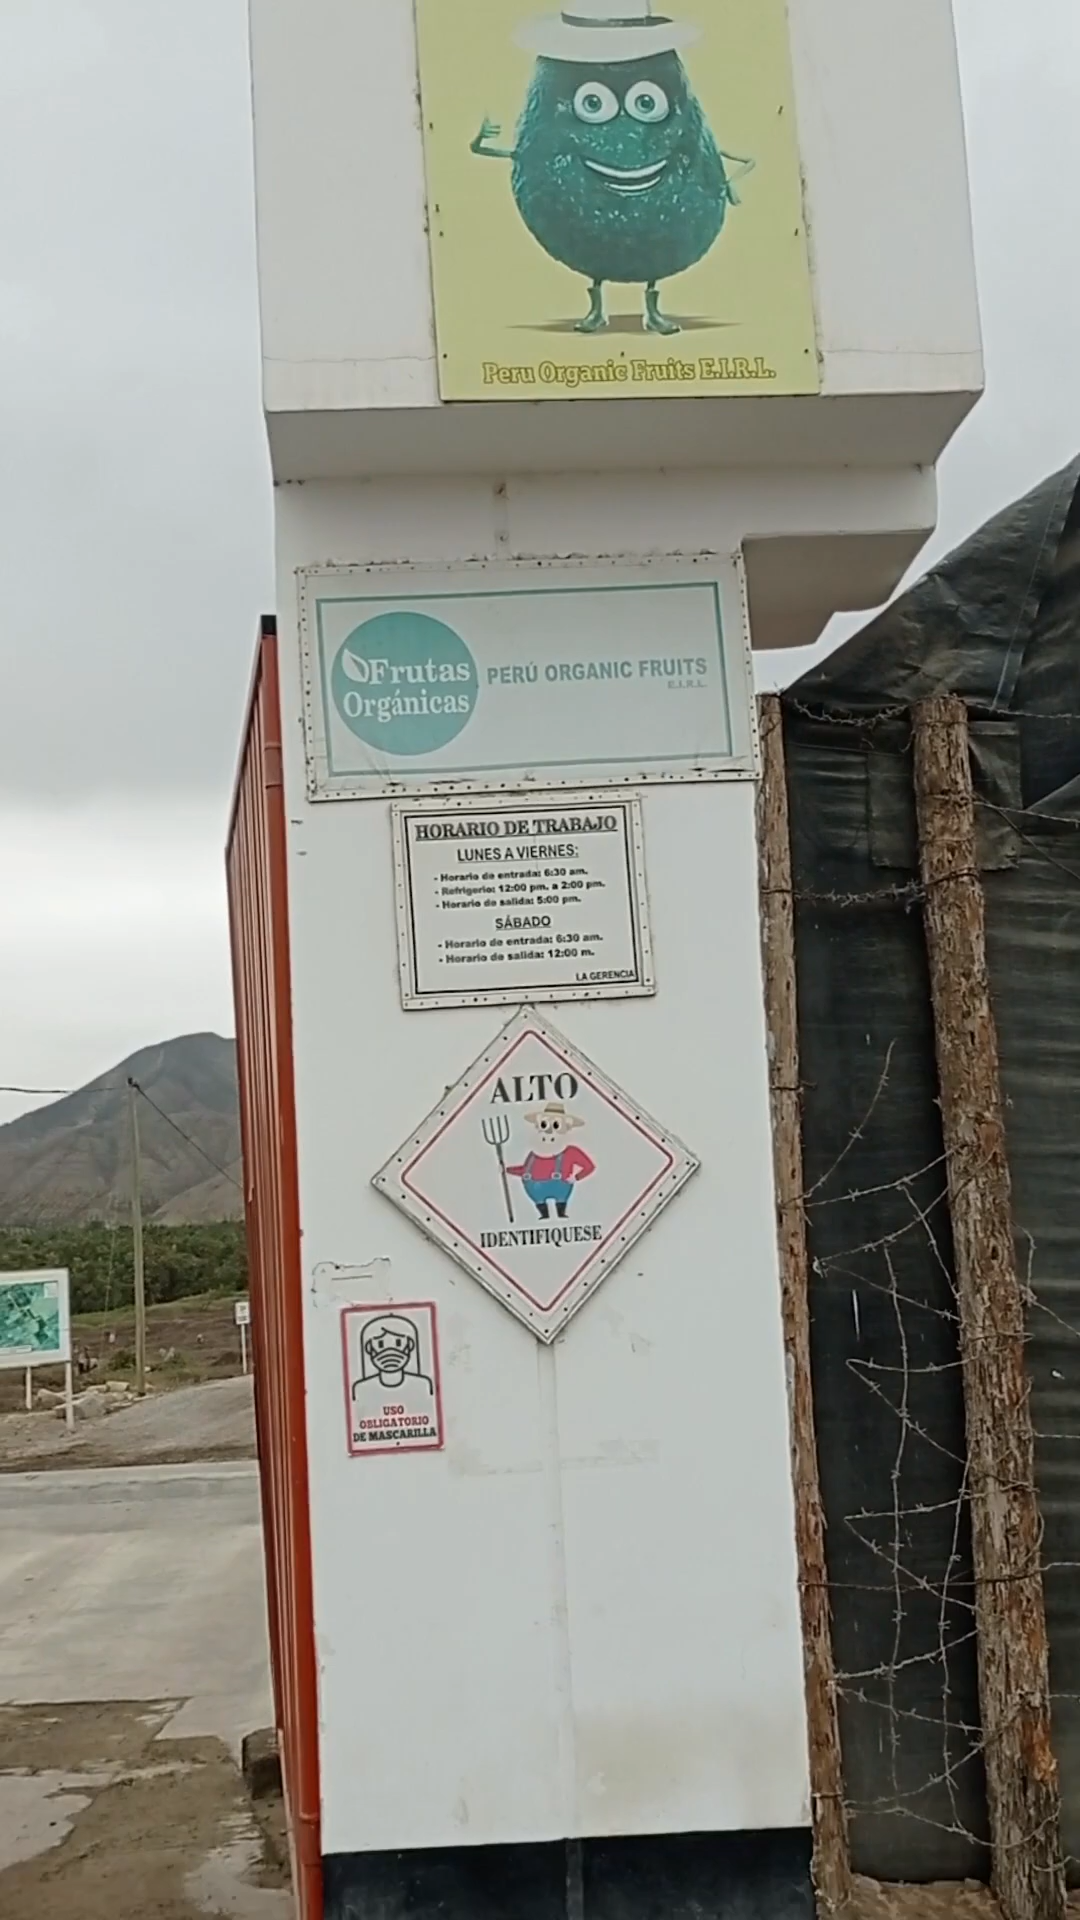 Peru Organic Fruits E.I.R.L.
Frutas
Orgánicas
PERÚ ORGANIC FRUITS
E.I.R.L.
HORARIO DE TRABAJO
LUNES A VIERNES:
- Horario de entrada: 6:30 am.
- Refrigerio: 12:00 pm. a 2:00 pm.
- Horario de salida: 5:00 pm.
SÁBADO
- Horario de entrada: 6:30 am.
- Horario de salida: 12:00 m.
LA GERENCIA
ALTO
IDENTIFIQUESE
USO
OBLIGATORIO
DE MASCARILLA